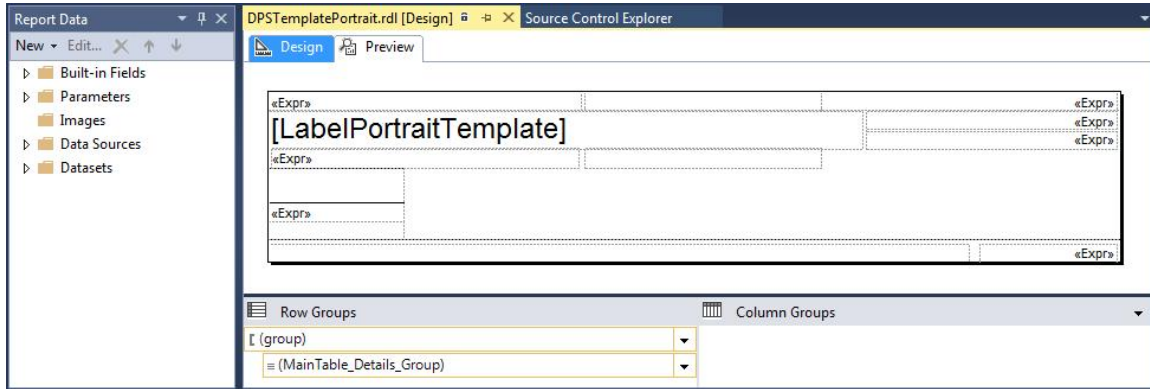 Report Data
New Edit...
Built-in Fields
Parameters
Images
Data Sources
Datasets
DPSTemplatePortrait.rdl [Design] Source Control Explorer
Design Preview
«Expr» «Expr»
[LabelPortraitTemplate] «Expr»
«Expr»
«Expr»
«Expr»
«Expr»
Row Groups Column Groups
(group)
(MainTable_Details_Group)